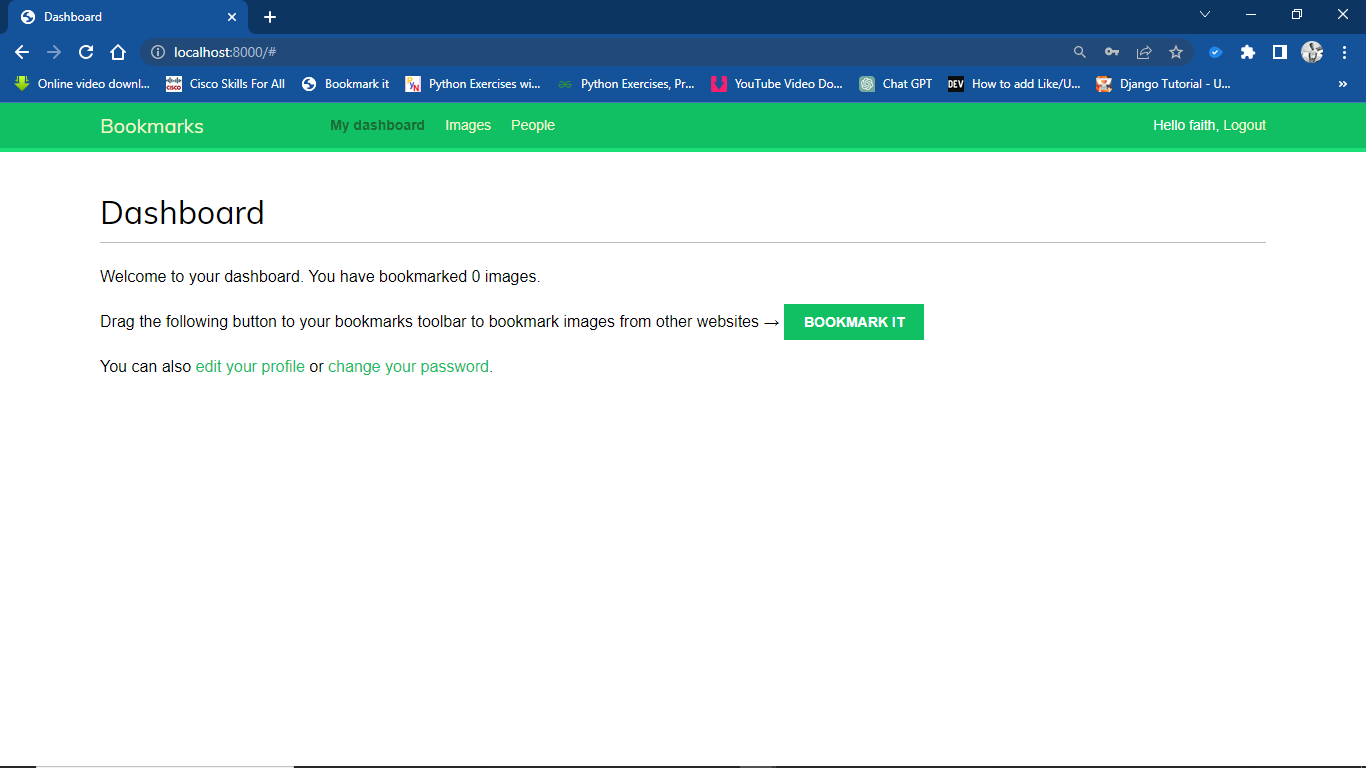 Dashboard
localhost:8000/#
Online video downl... Cisco Skills For All Bookmark it Python Exercises wi... Python Exercises, Pr... YouTube Video Do... Chat GPT DEV How to add Like/U... Django Tutorial - U... »
Bookmarks My dashboard Images People Hello faith, Logout
Dashboard
Welcome to your dashboard. You have bookmarked 0 images.
Drag the following button to your bookmarks toolbar to bookmark images from other websites → BOOKMARK IT
You can also edit your profile or change your password.